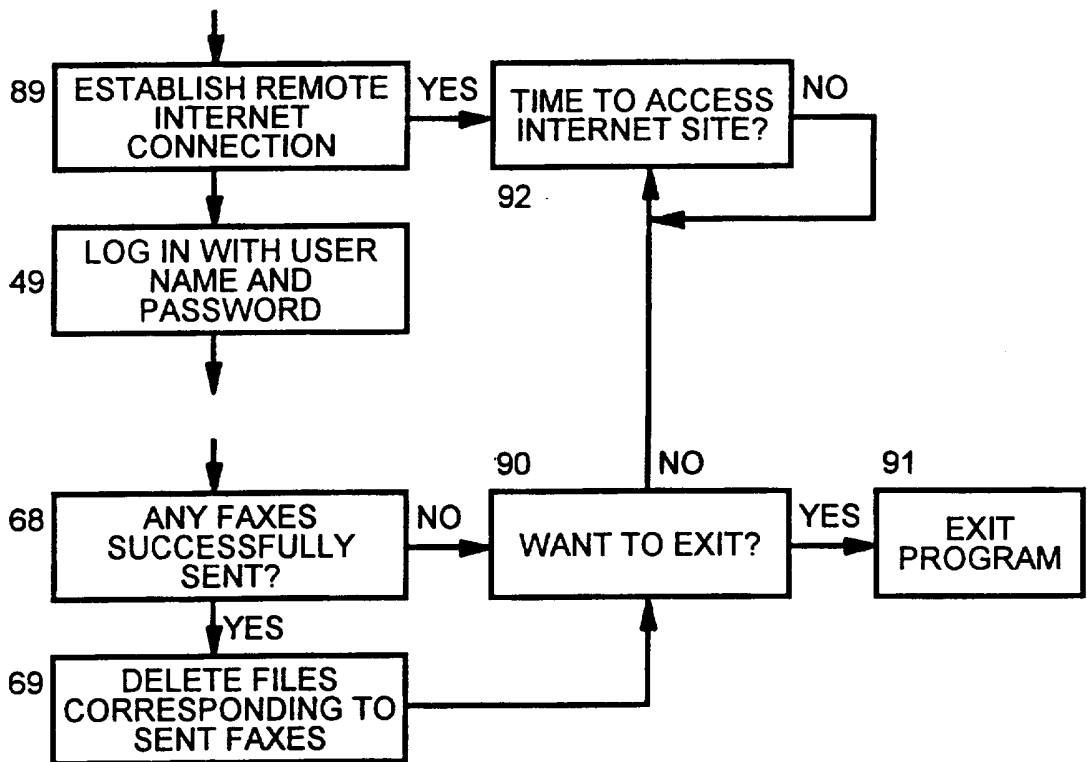 89
ESTABLISH REMOTE
INTERNET
CONNECTION
YES
TIME TO ACCESS
INTERNET SITE?
NO
92
49
LOG IN WITH USER
NAME AND
PASSWORD
68
ANY FAXES
SUCCESSFULLY
SENT?
NO
90
NO
WANT TO EXIT?
YES
91
EXIT
PROGRAM
YES
69
DELETE FILES
CORRESPONDING TO
SENT FAXES